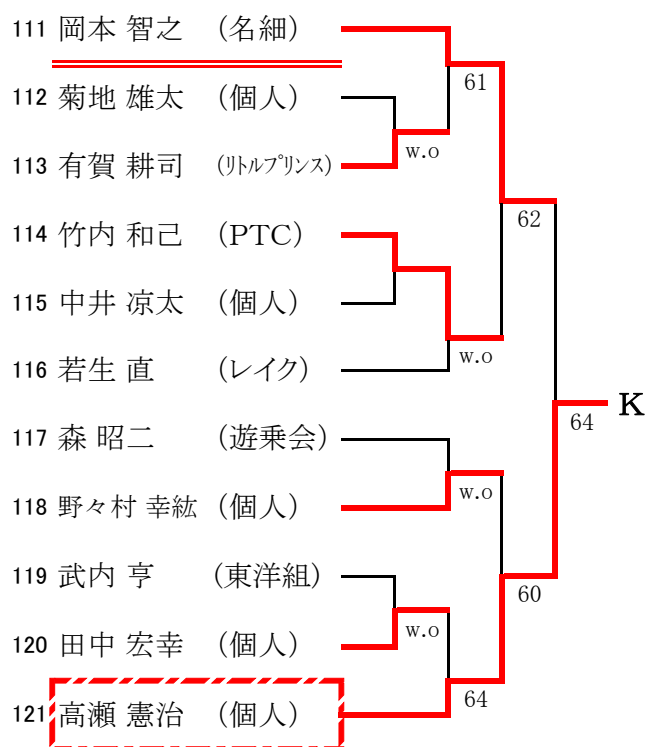 111 岡本 智之 (名細)
61
112 菊地 雄太 (個人)
w.o
113 有賀 耕司 (リトルプリンス)
62
114 竹内 和己 (PTC)
115 中井 凉太 (個人)
w.o
116 若生 直 (レイク)
64 K
117 森 昭二 (遊乗会)
w.o
118 野々村 幸紘 (個人)
119 武内 亨 (東洋組)
60
w.o
120 田中 宏幸 (個人)
64
121 高瀬 憲治 (個人)